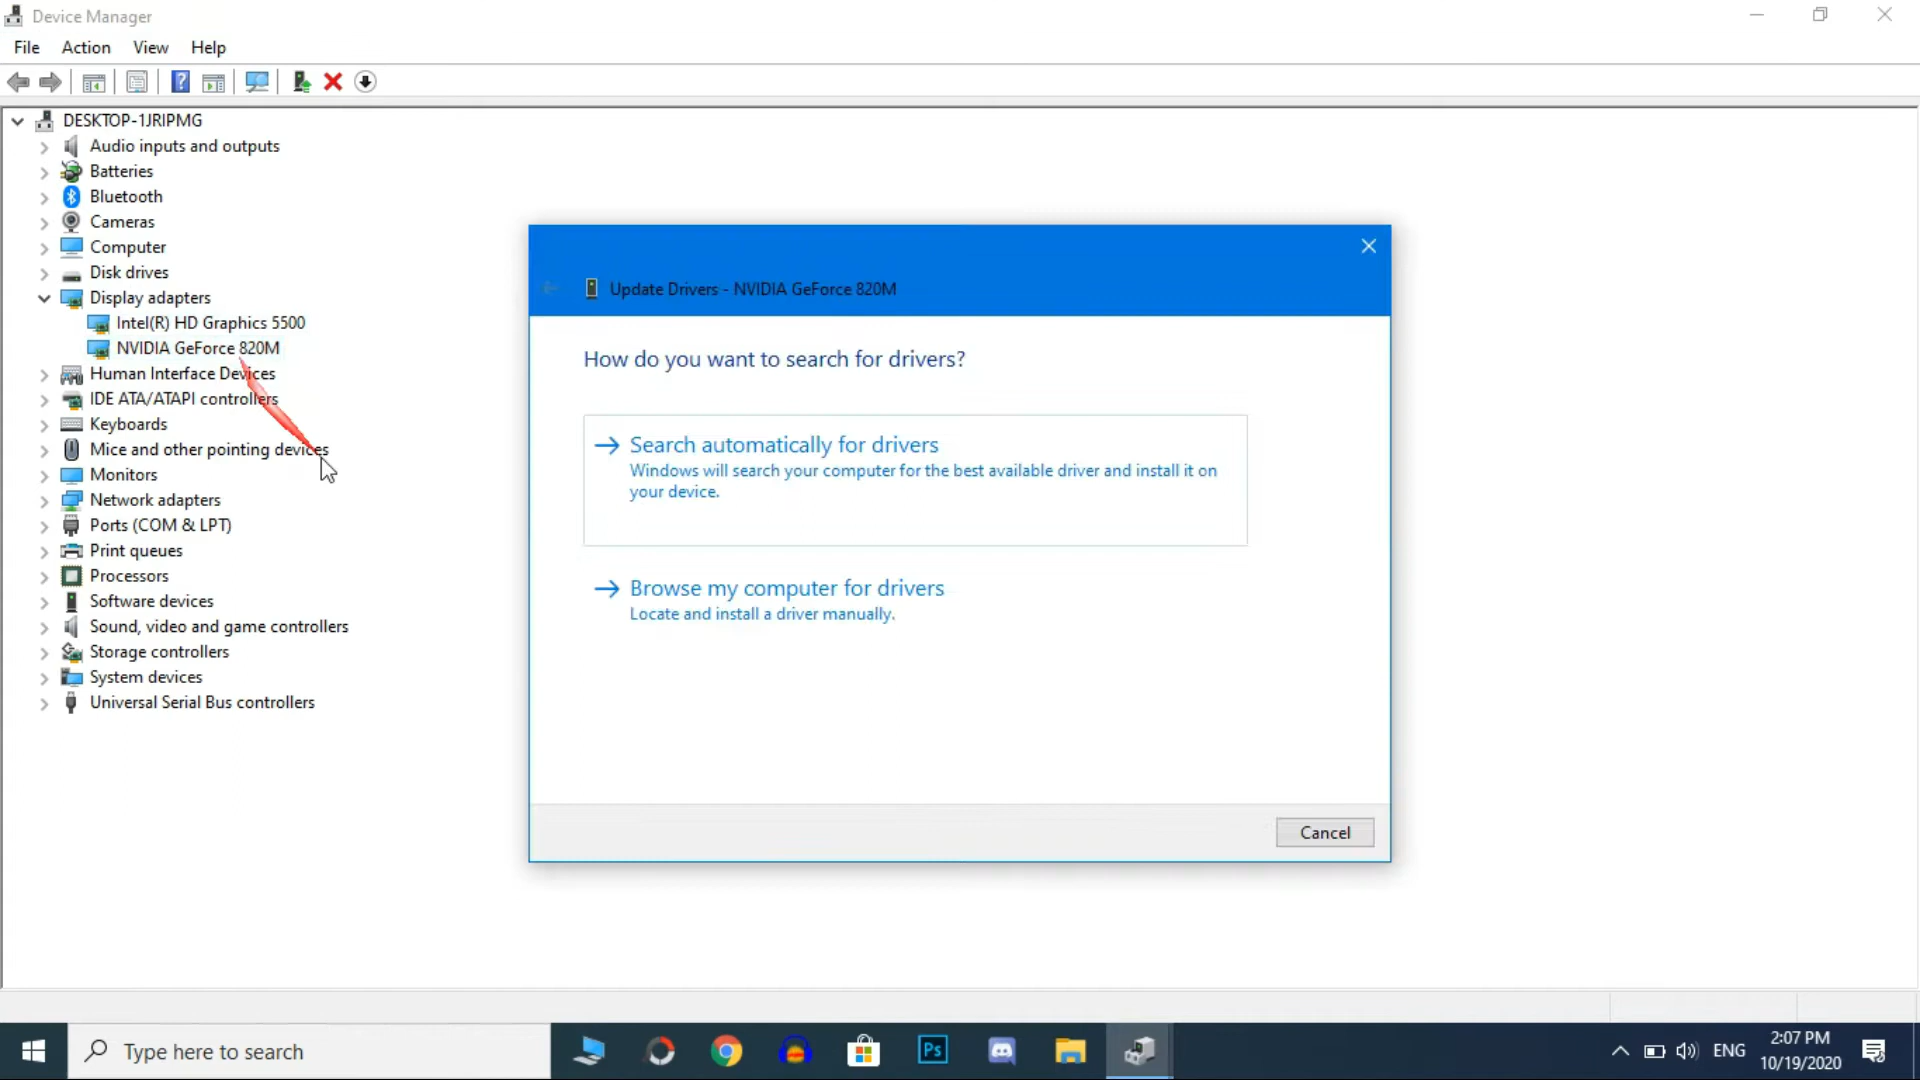 Device Manager
File Action View Help
DESKTOP-1JRIPMG
Audio inputs and outputs
Batteries
Bluetooth
Cameras
Computer
Disk drives
Display adapters
Intel(R) HD Graphics 5500
NVIDIA GeForce 820M
Human Interface Devices
IDE ATA/ATAPI controllers
Keyboards
Mice and other pointing devices
Monitors
Network adapters
Ports (COM & LPT)
Print queues
Processors
Software devices
Sound, video and game controllers
Storage controllers
System devices
Universal Serial Bus controllers
Update Drivers - NVIDIA GeForce 820M
How do you want to search for drivers?
Search automatically for drivers
Windows will search your computer for the best available driver and install it on
your device.
Browse my computer for drivers
Locate and install a driver manually.
Cancel
Type here to search
Ps
ENG
2:07 PM
10/19/2020